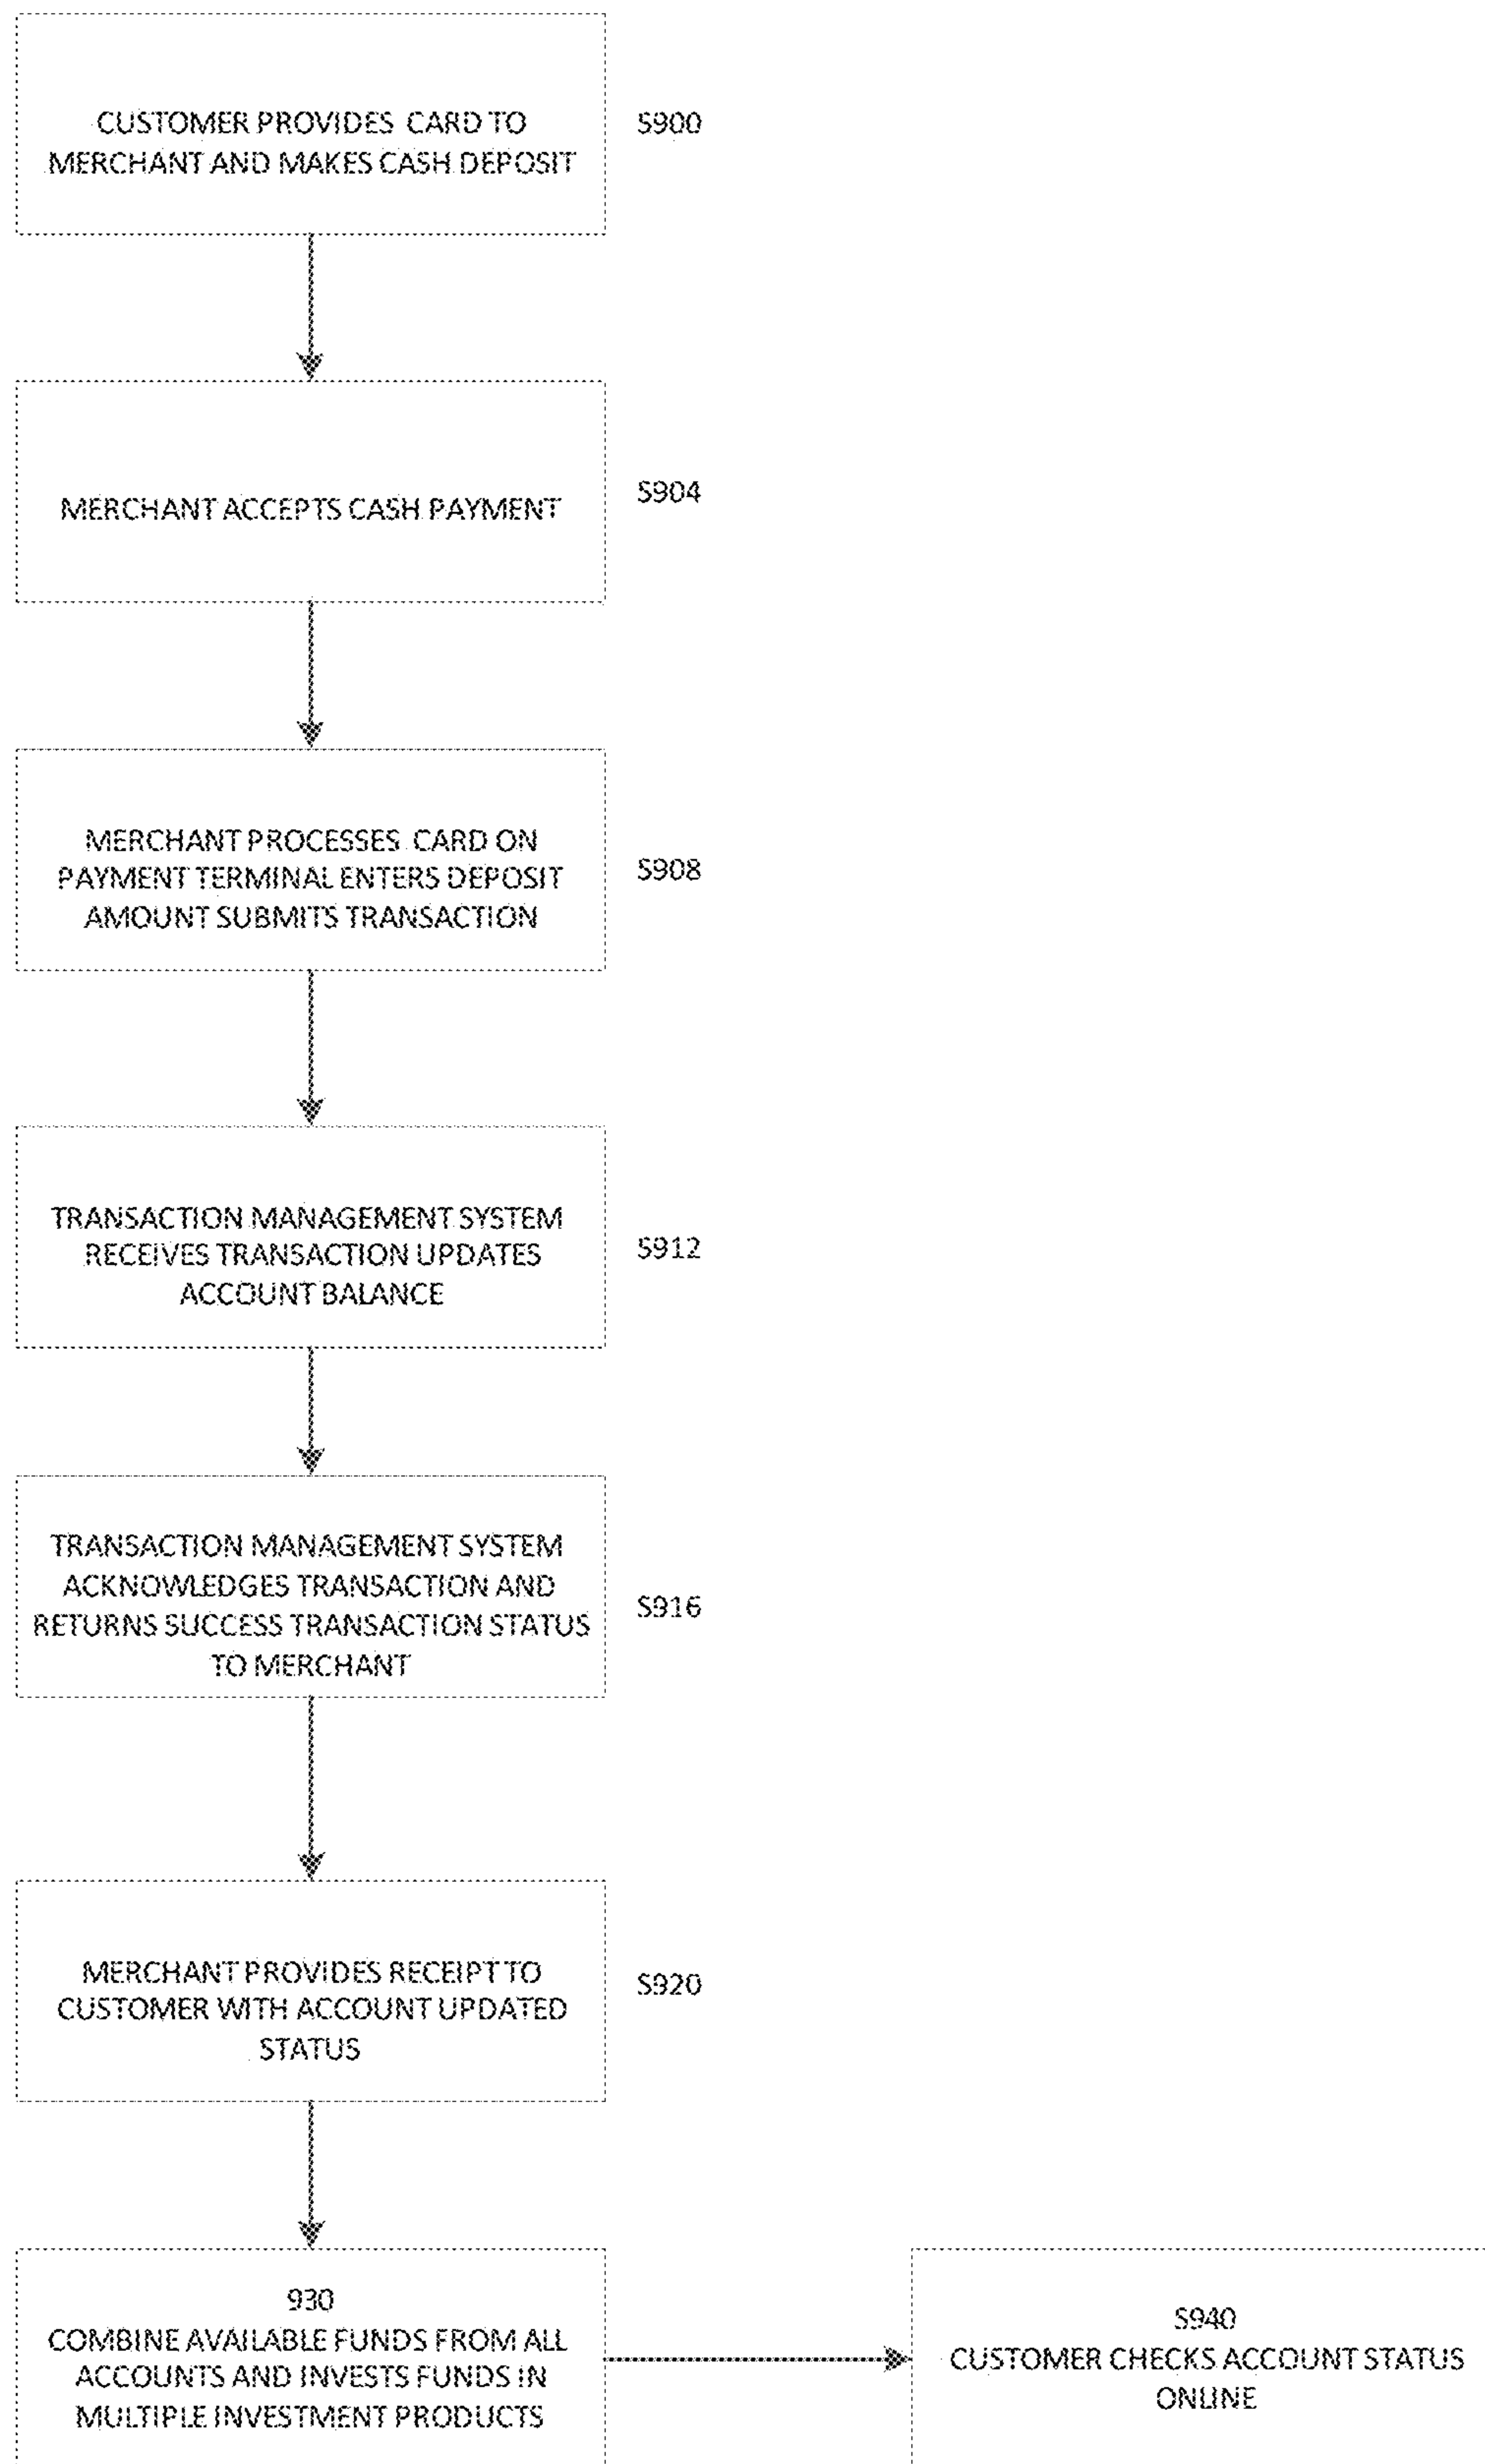 CUSTOMER PROVIDES CARD TO
MERCHANT AND MAKES CASH DEPOSIT
S900
MERCHANT ACCEPTS CASH PAYMENT
S904
MERCHANT PROCESSES CARD ON
PAYMENT TERMINAL ENTERS DEPOSIT
AMOUNT SUBMITS TRANSACTION
S908
TRANSACTION MANAGEMENT SYSTEM
RECEIVES TRANSACTION UPDATES
ACCOUNT BALANCE
S912
TRANSACTION MANAGEMENT SYSTEM
ACKNOWLEDGES TRANSACTION AND
RETURNS SUCCESS TRANSACTION STATUS
TO MERCHANT
S916
MERCHANT PROVIDES RECEIPT TO
CUSTOMER WITH ACCOUNT UPDATED
STATUS
S920
930
COMBINE AVAILABLE FUNDS FROM ALL
ACCOUNTS AND INVESTS FUNDS IN
MULTIPLE INVESTMENT PRODUCTS
S940
CUSTOMER CHECKS ACCOUNT STATUS
ONLINE